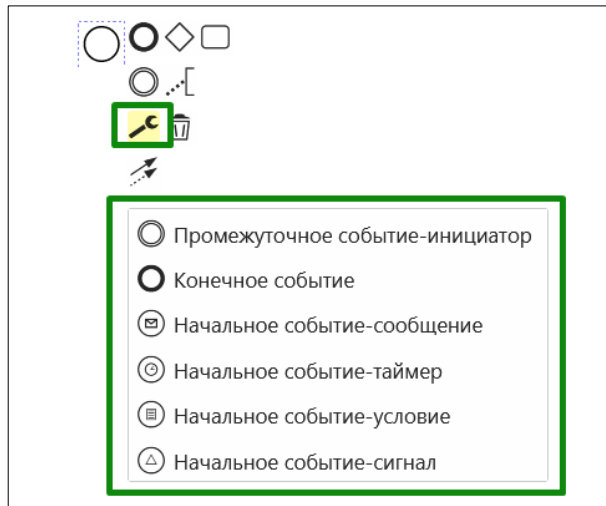 Промежуточное событие-инициатор
Конечное событие
Начальное событие-сообщение
Начальное событие-таймер
Начальное событие-условие
Начальное событие-сигнал